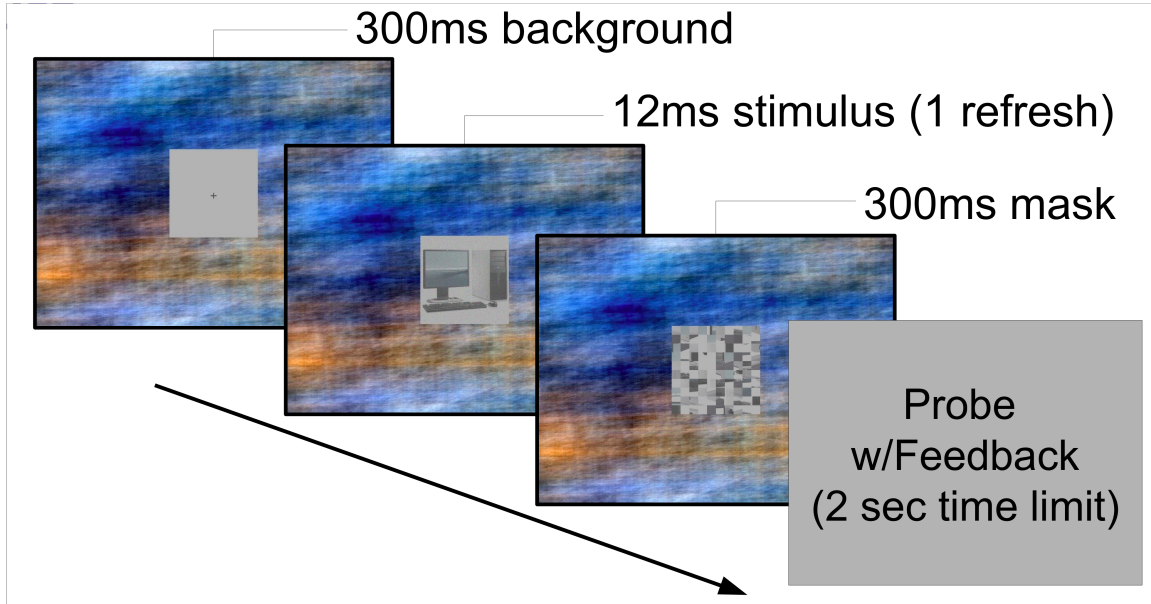 300ms background
12ms stimulus (1 refresh)
300ms mask
Probe
w/Feedback
(2 sec time limit)